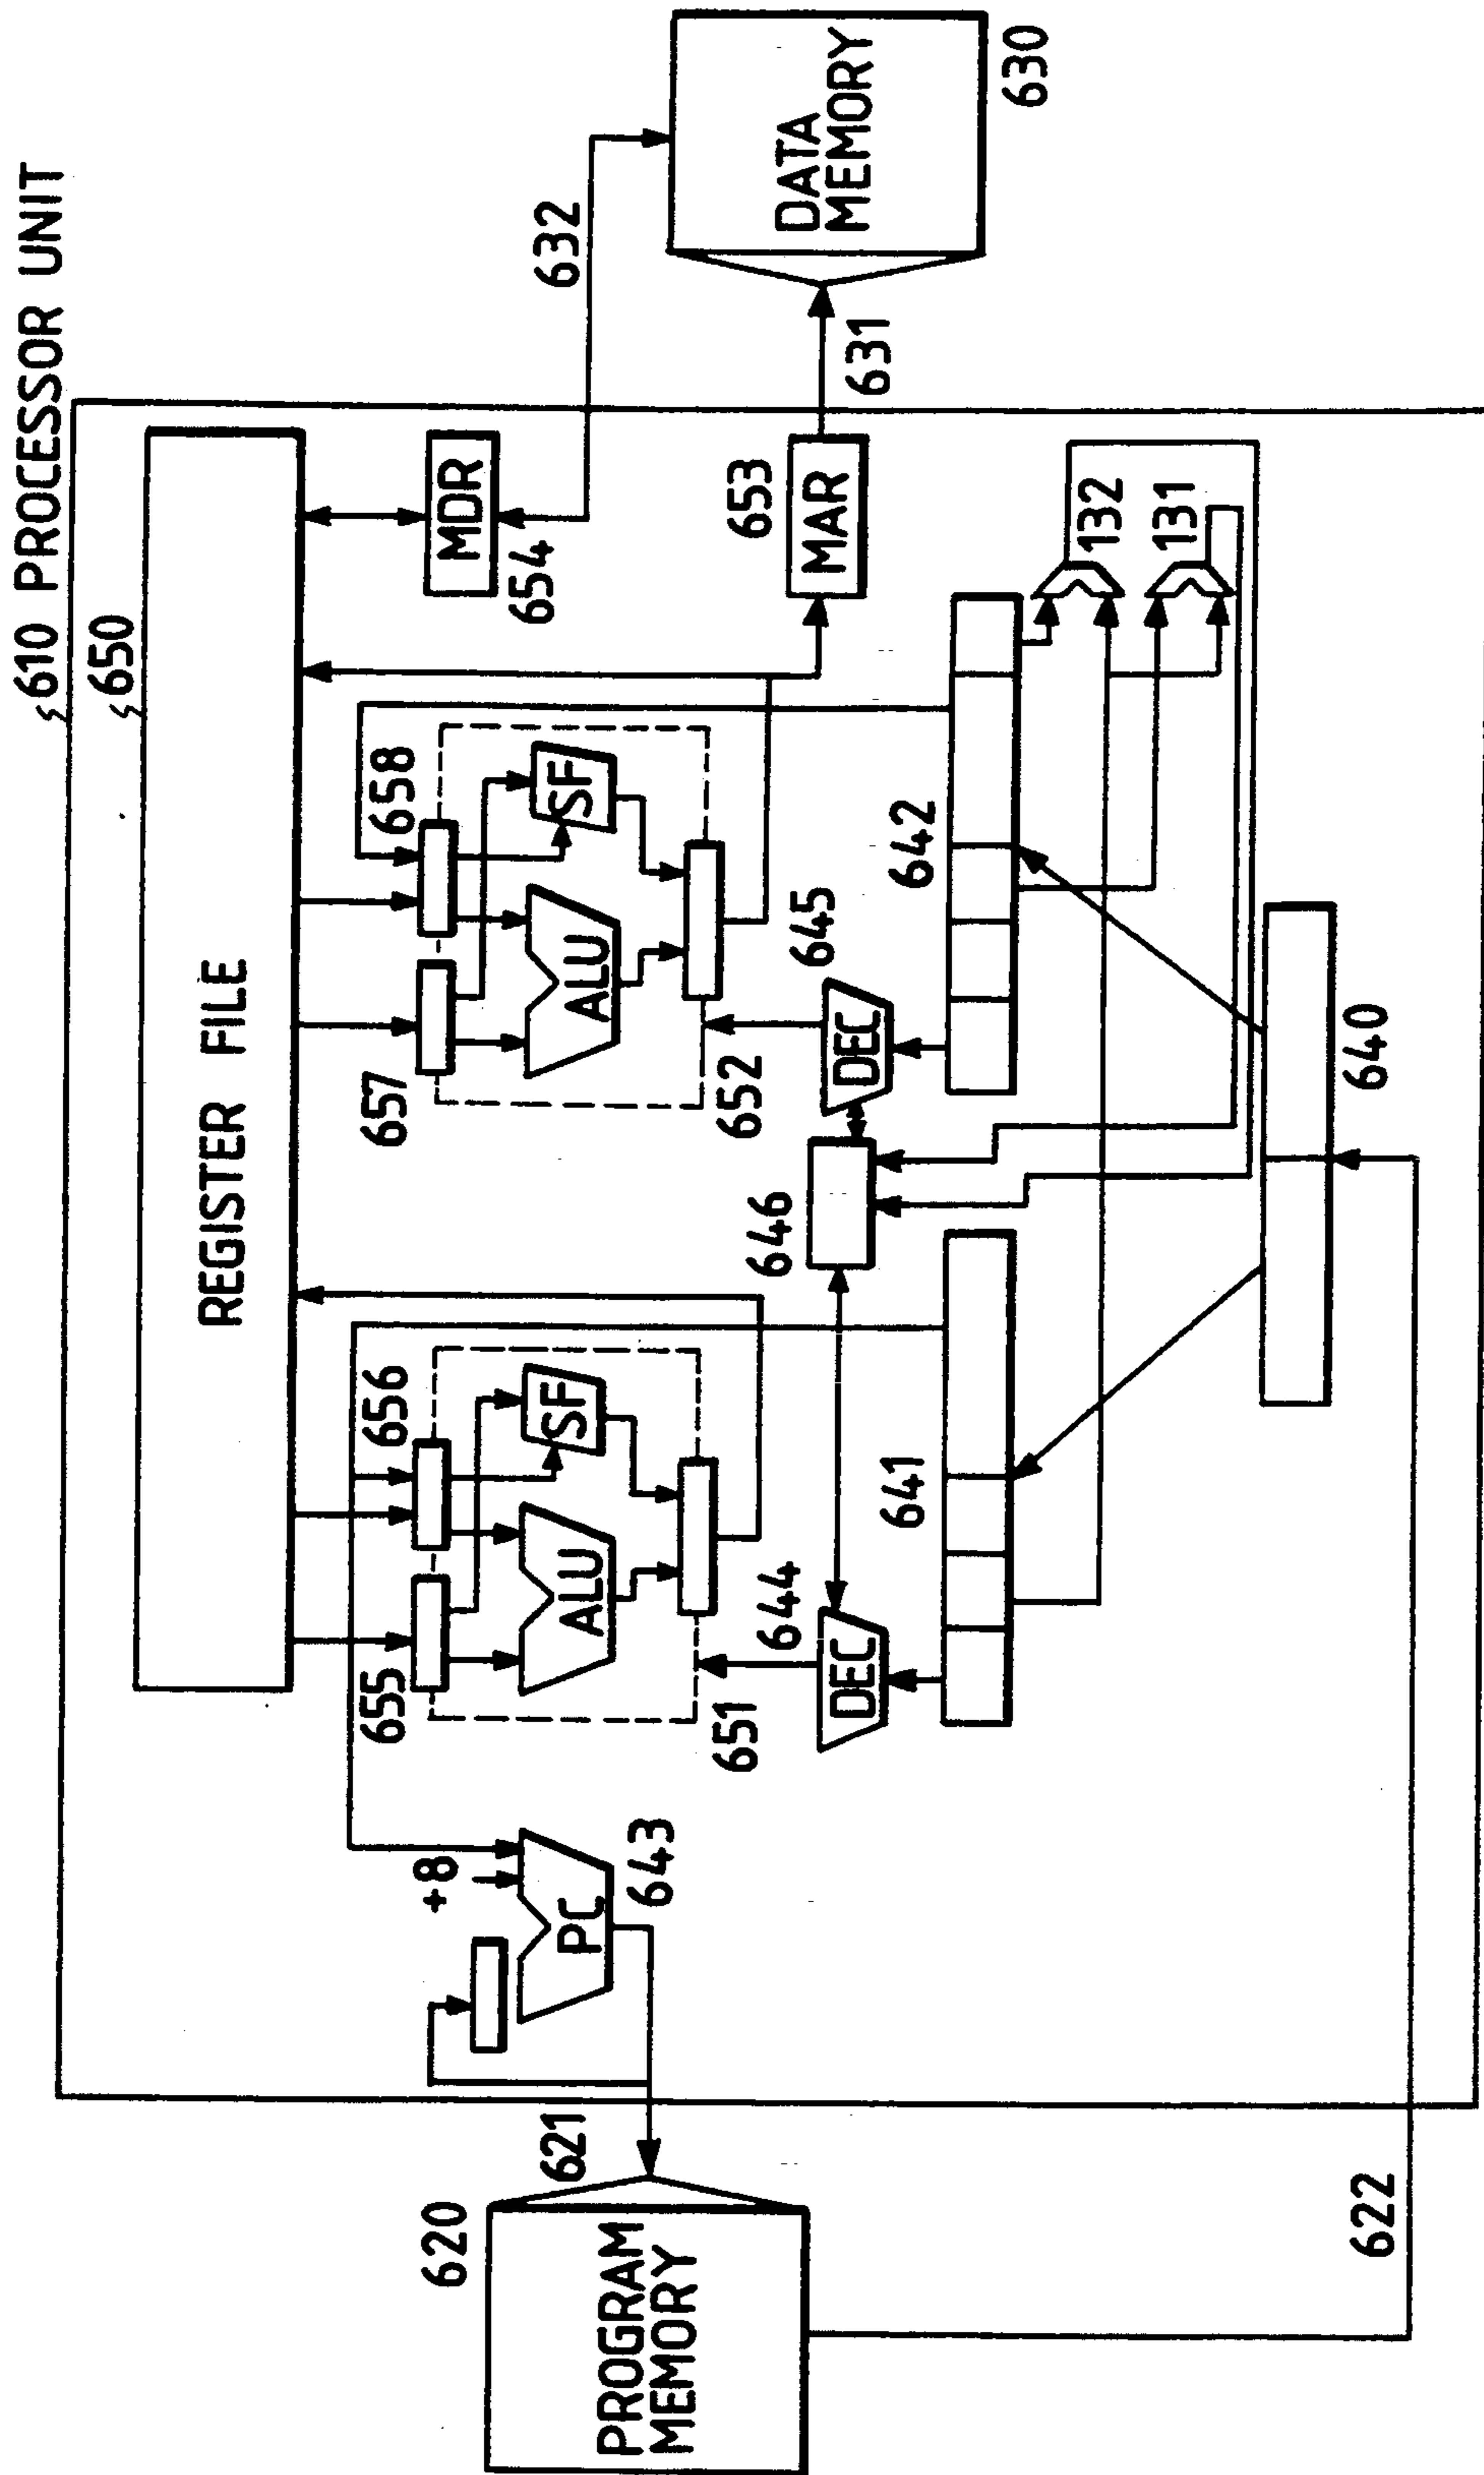 610 PROCESSOR UNIT
650
REGISTER FILE
655
656
657
658
ALU
SF
ALU
SF
MDR
654
632
+8
PC
643
651
652
644
DEC
645
DEC
646
653
MAR
631
641
642
132
131
640
620
621
PROGRAM
MEMORY
622
DATA
MEMORY
630